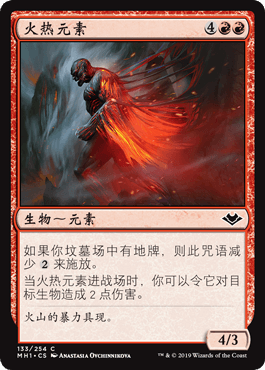 火热元素 4
生物～元素
如果你坟墓场中有地牌，则此咒语减
少 2 来施放。
当火热元素进战场时，你可以令它对目
标生物造成 2 点伤害。
火山的暴力具现。
4/3
133/254 C
MH1 • CS ANASTASIA OVCHINNIKOVA
™ & © 2019 Wizards of the Coast